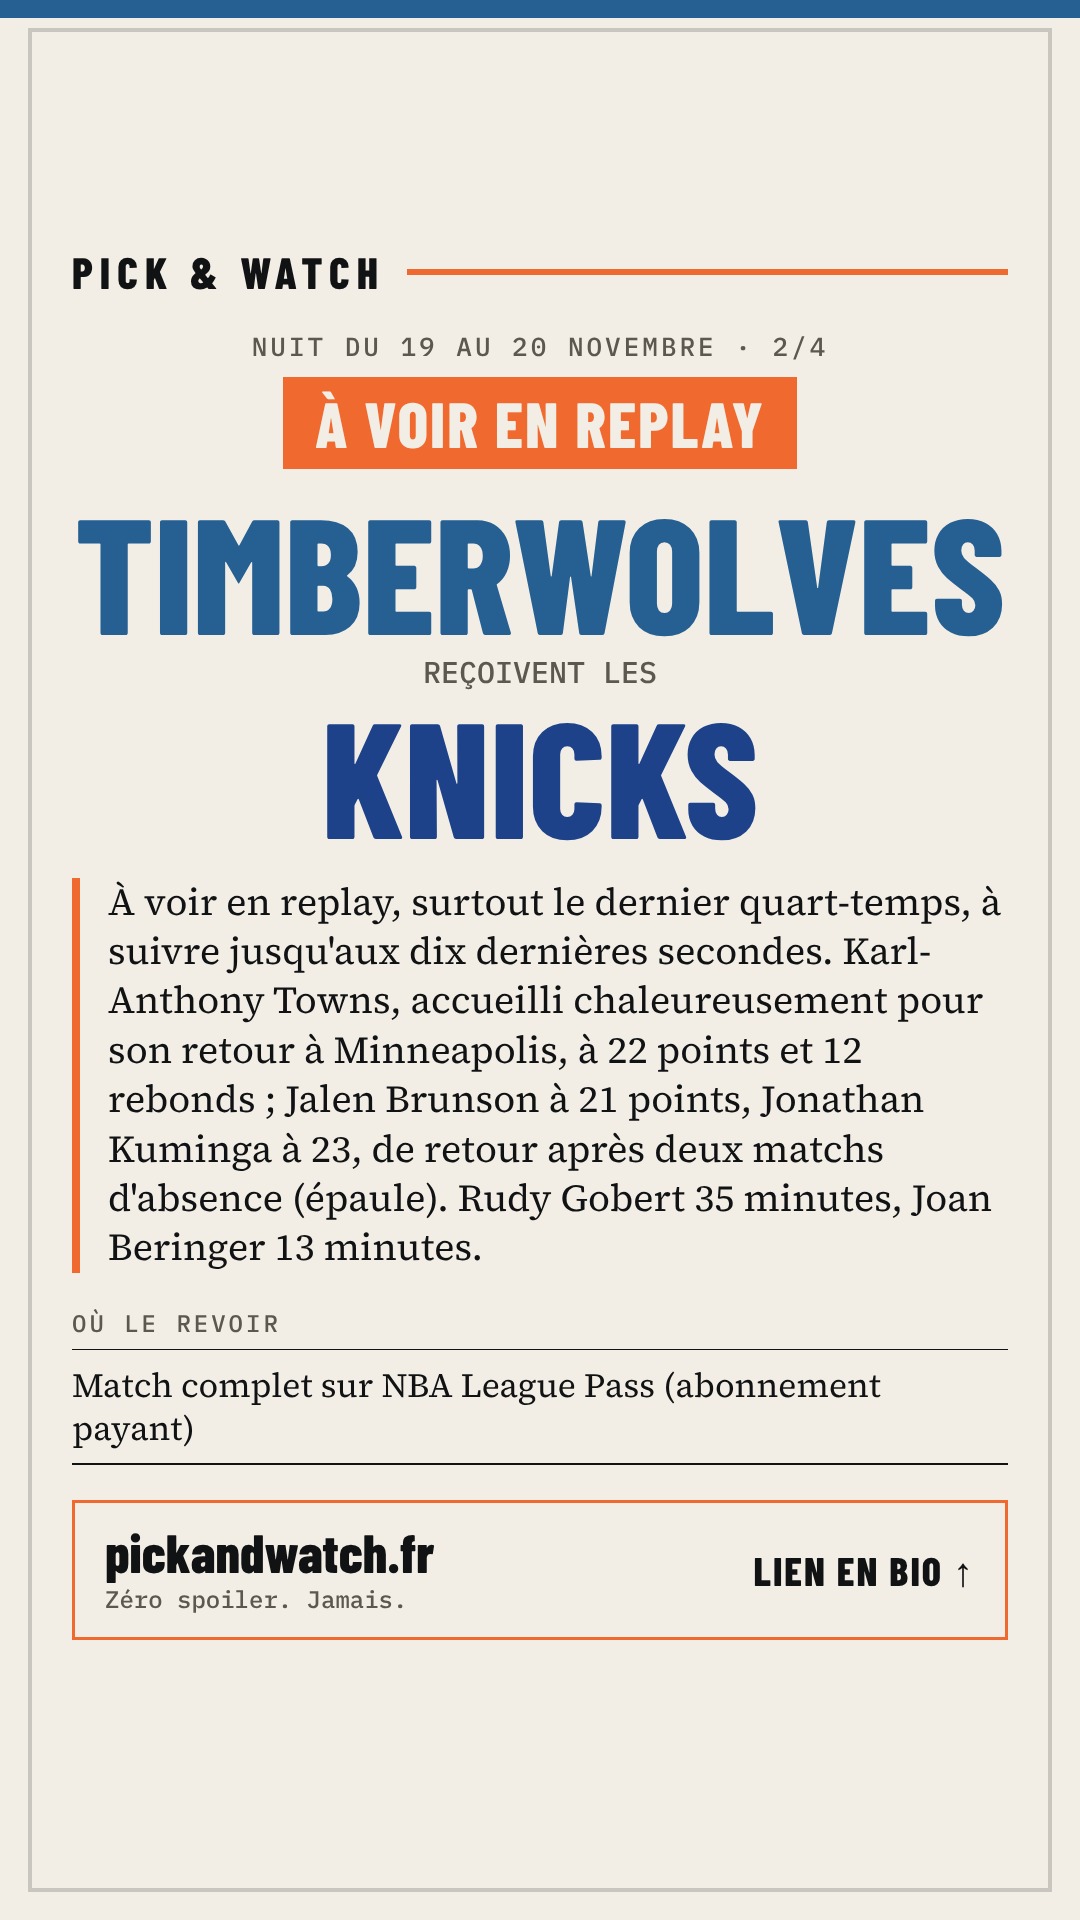 PICK & WATCH
NUIT DU 19 AU 20 NOVEMBRE · 2/4
À VOIR EN REPLAY
TIMBERWOLVES
REÇOIVENT LES
KNICKS
À voir en replay, surtout le dernier quart-temps, à
suivre jusqu'aux dix dernières secondes. Karl-
Anthony Towns, accueilli chaleureusement pour
son retour à Minneapolis, à 22 points et 12
rebonds ; Jalen Brunson à 21 points, Jonathan
Kuminga à 23, de retour après deux matchs
d'absence (épaule). Rudy Gobert 35 minutes, Joan
Beringer 13 minutes.
OÙ LE REVOIR
Match complet sur NBA League Pass (abonnement
payant)
pickandwatch.fr
Zéro spoiler. Jamais.
LIEN EN BIO ↑